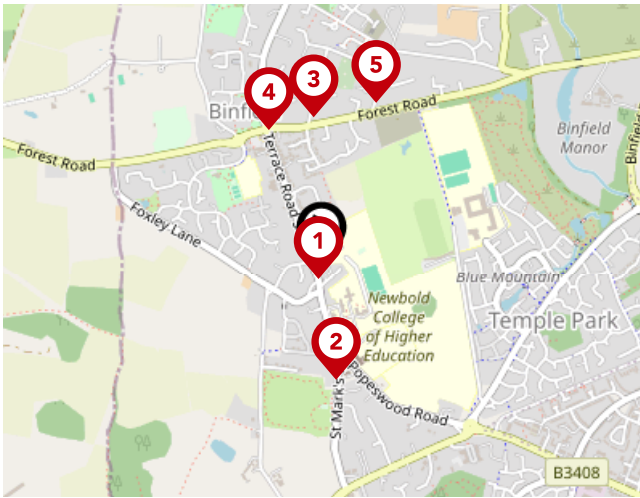 5
3
4
Binfi
Forest Road
Binfield
Manor
Forest Road
Terrace Road S
Foxley Lane
1
Blue Mountain
Newbold
College
of Higher
Education
Temple Park
2
Popeswood Road
St Mark's
B3408